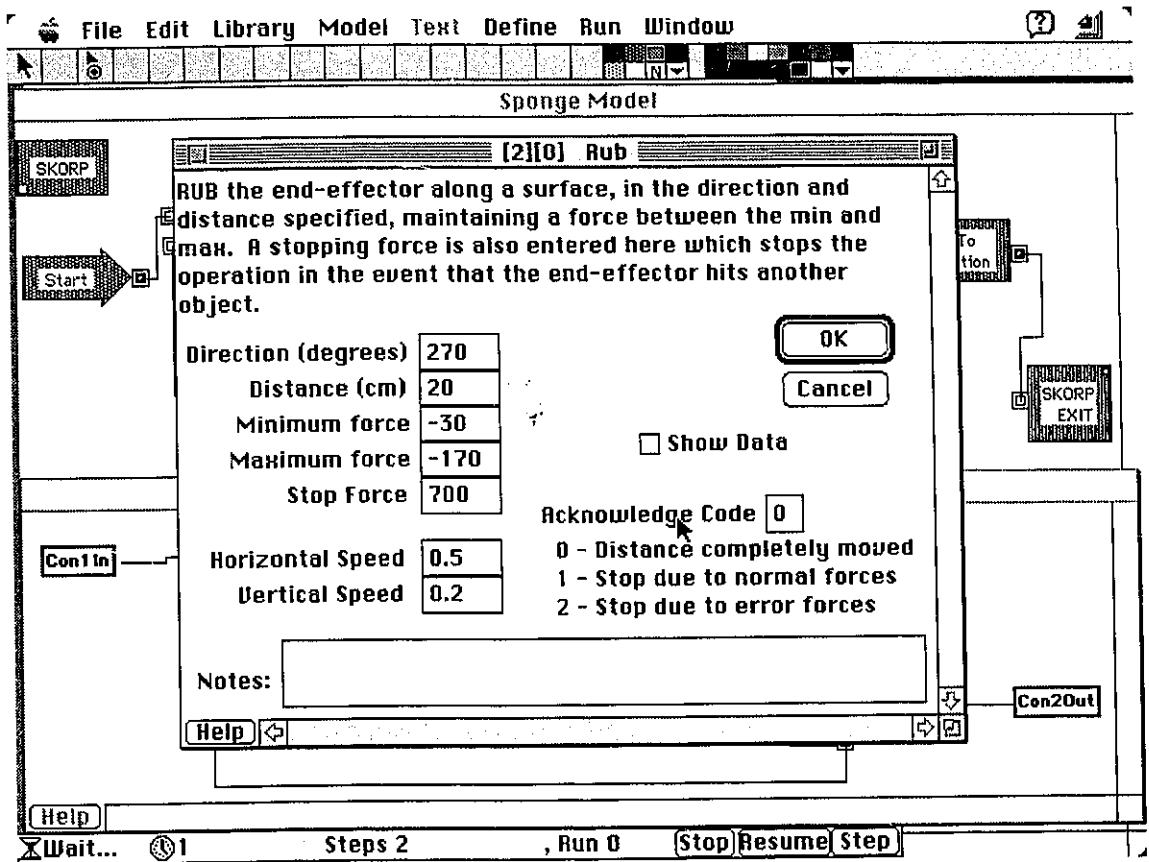 File Edit Library Model Text Define Run Window
N
Sponge Model
SKORP
[2][0] Rub
RUB the end-effector along a surface, in the direction and
distance specified, maintaining a force between the min and
max. A stopping force is also entered here which stops the
operation in the event that the end-effector hits another
object.
Start
To
tion
Direction (degrees) 270
OK
Distance (cm) 20
Cancel
Minimum force -30
Show Data
Maximum force -170
Stop Force 700
SKORP
EXIT
Acknowledge Code 0
0 - Distance completely moved
1 - Stop due to normal forces
2 - Stop due to error forces
Con1In
Horizontal Speed 0.5
Vertical Speed 0.2
Notes:
Con2Out
Help
Help
Wait... 1 Steps 2 , Run 0 Stop Resume Step